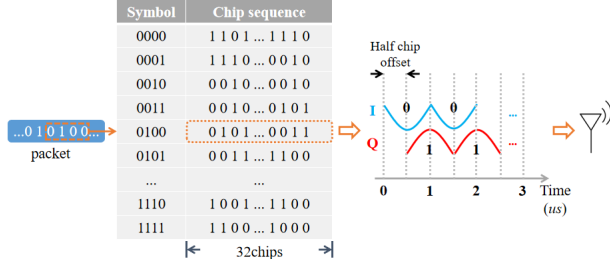 Symbol Chip sequence
0000 1 1 0 1 ... 1 1 1 0
0001 1 1 1 0 ... 0 0 1 0
0010 0 0 1 0 ... 0 0 1 0
0011 0 0 1 0 ... 0 1 0 1
0100 0 1 0 1 ... 0 0 1 1
0101 0 0 1 1 ... 1 1 0 0
... ...
1110 1 0 0 1 ... 1 1 0 0
1111 1 1 0 0 ... 1 0 0 0
32chips
...0 1 0 1 0 0...
packet
Half chip
offset
I 0 0 ...
Q 1 1 ...
0 1 2 3 Time
(us)